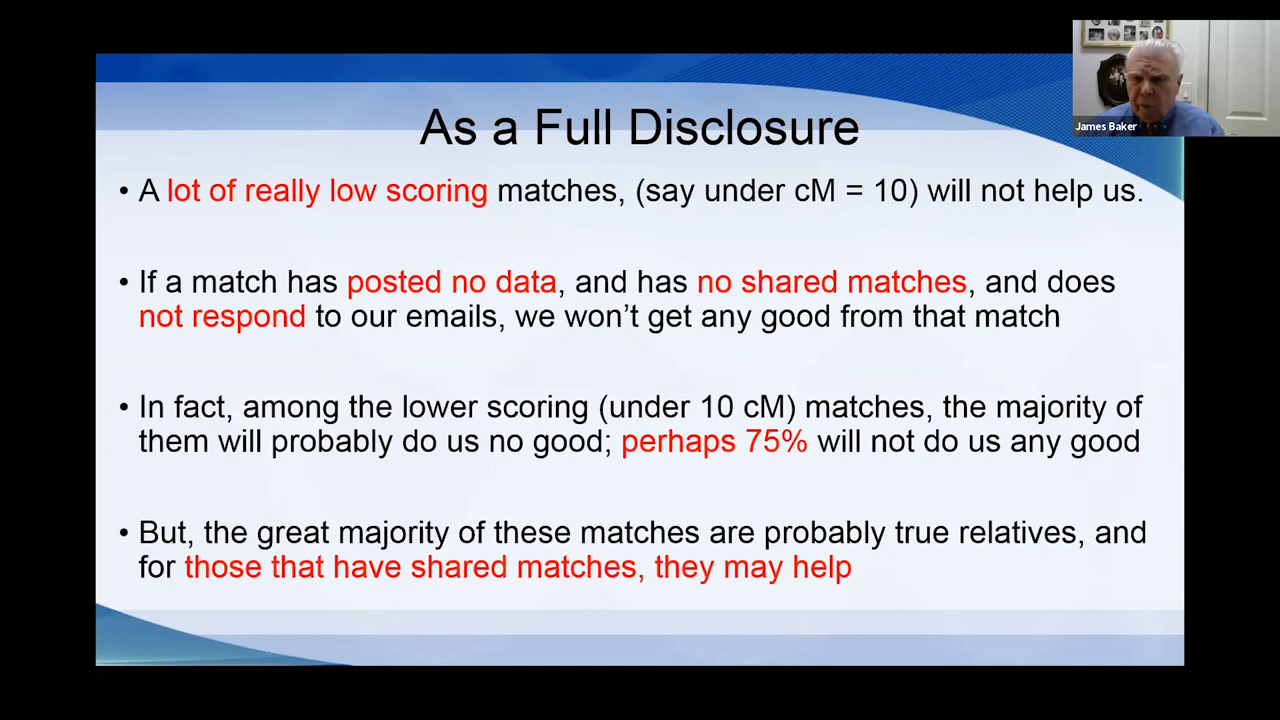 As a Full Disclosure
James Baker
• A lot of really low scoring matches, (say under cM = 10) will not help us.
• If a match has posted no data, and has no shared matches, and does
not respond to our emails, we won’t get any good from that match
• In fact, among the lower scoring (under 10 cM) matches, the majority of
them will probably do us no good; perhaps 75% will not do us any good
• But, the great majority of these matches are probably true relatives, and
for those that have shared matches, they may help